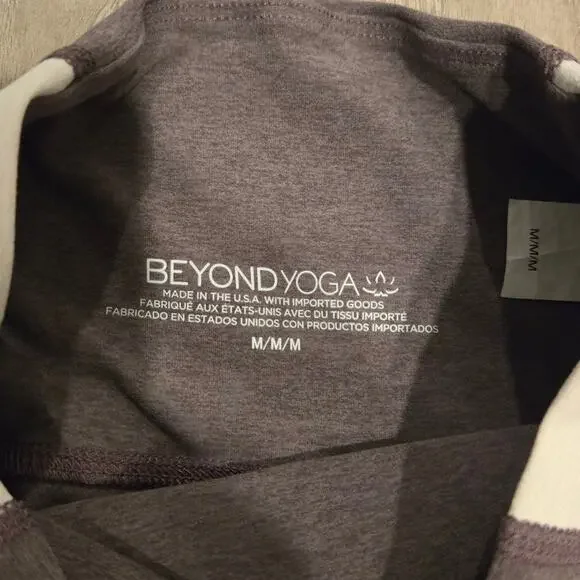 BEYOND YOGA
MADE IN THE U.S.A. WITH IMPORTED GOODS
FABRIQUÉ AUX ÉTATS-UNIS AVEC DU TISSU IMPORTÉ
FABRICADO EN ESTADOS UNIDOS CON PRODUCTOS IMPORTADOS
M/M/M
M/M/M